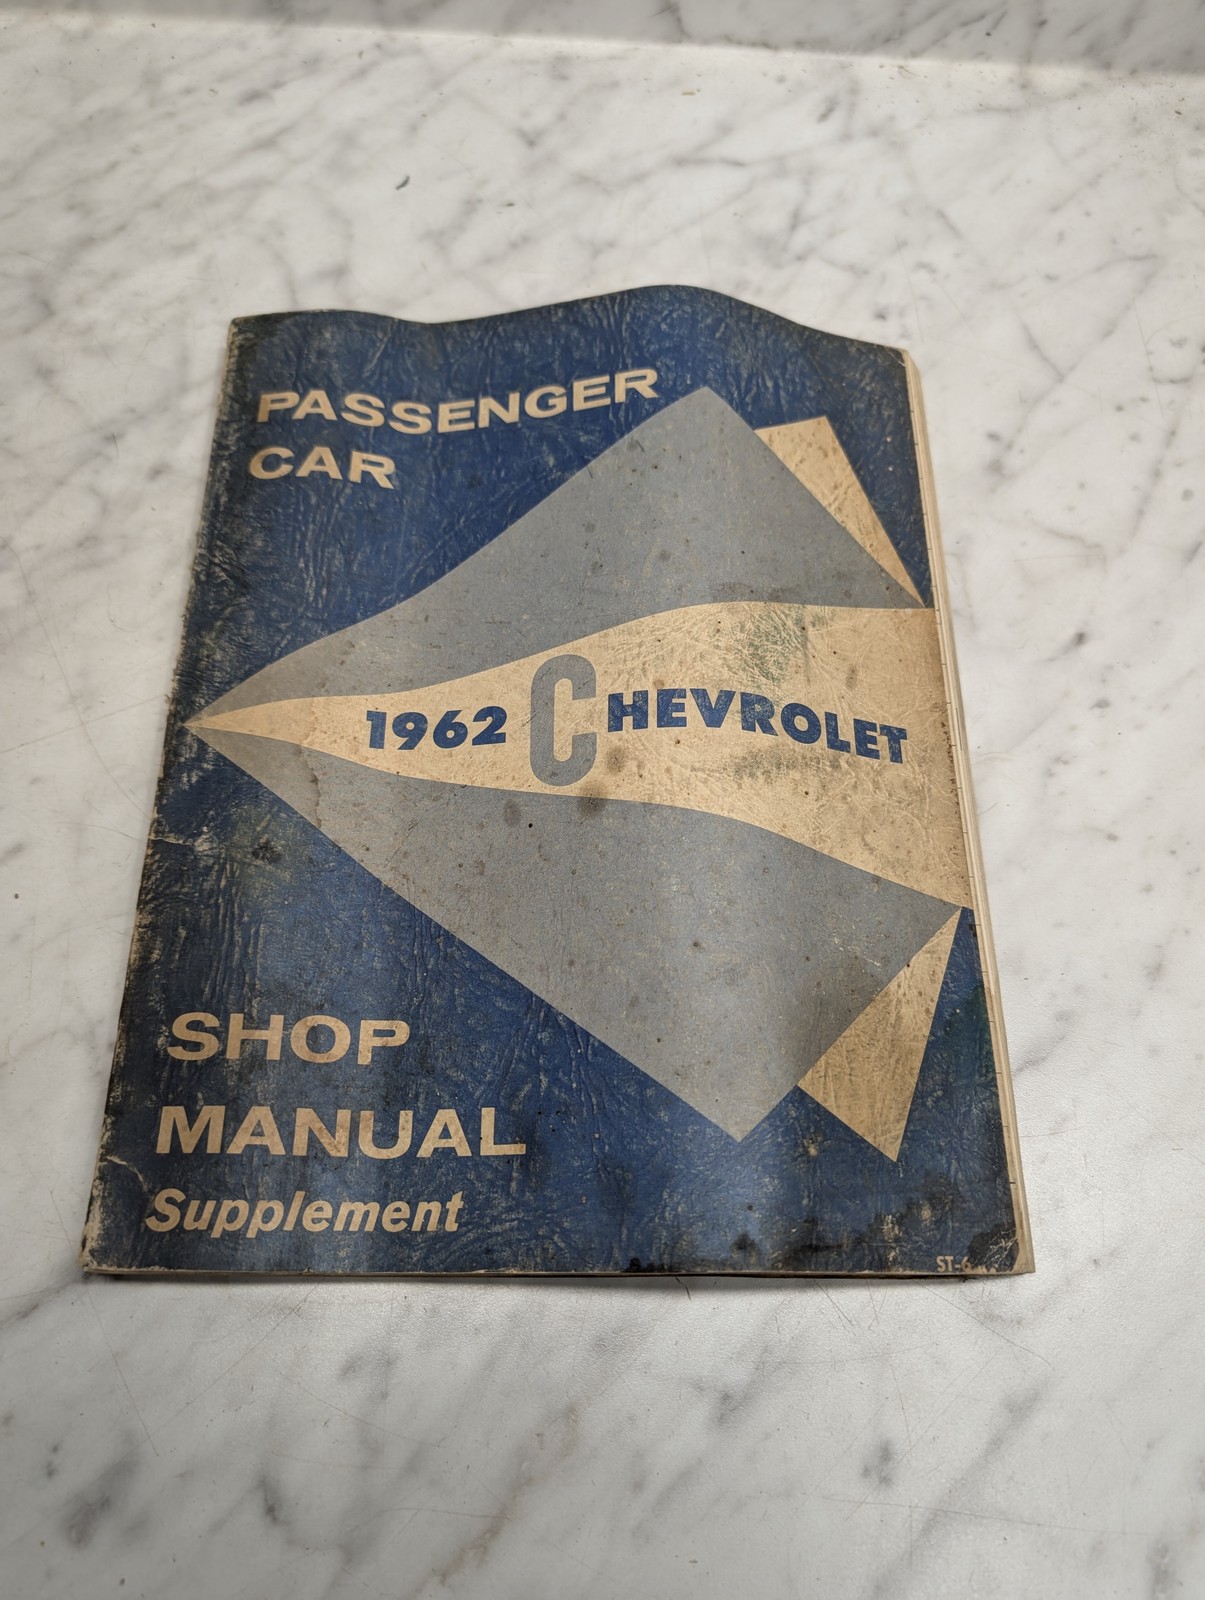 PASSENGER
CAR
1962 CHEVROLET
SHOP
MANUAL
Supplement